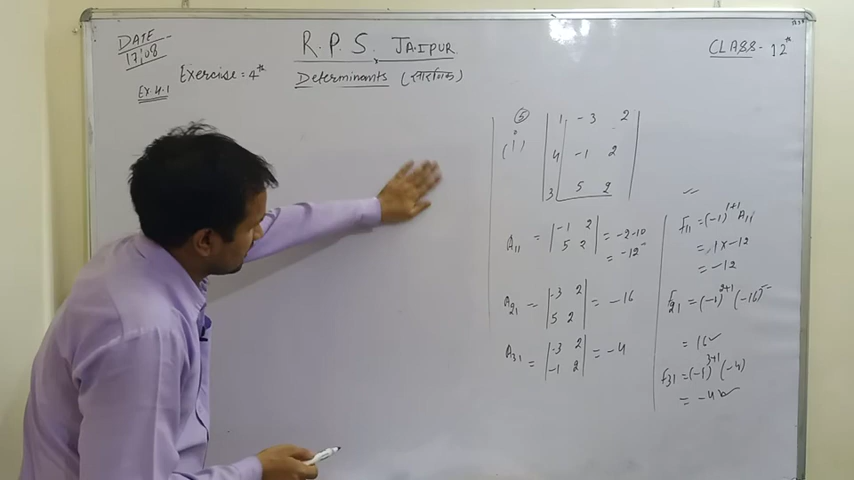 DATE
17/08
R.P.S. JAIPUR
CLASS- 12th
Exercise = 4th
Determinants (सारणिक)
EX.4.1
5
(i)
| 1 -3 2 |
| 4 -1 2 |
| 3 5 2 |
A11 = | -1 2 | = -2-10
| 5 2 | = -12
A21 = | -3 2 | = -16
| 5 2 |
A31 = | -3 2 | = -4
| -1 2 |
F11 = (-1)^1+1 A11
= 1 x -12
= -12
F21 = (-1)^2+1 (-16)
= 16
F31 = (-1)^3+1 (-4)
= -4